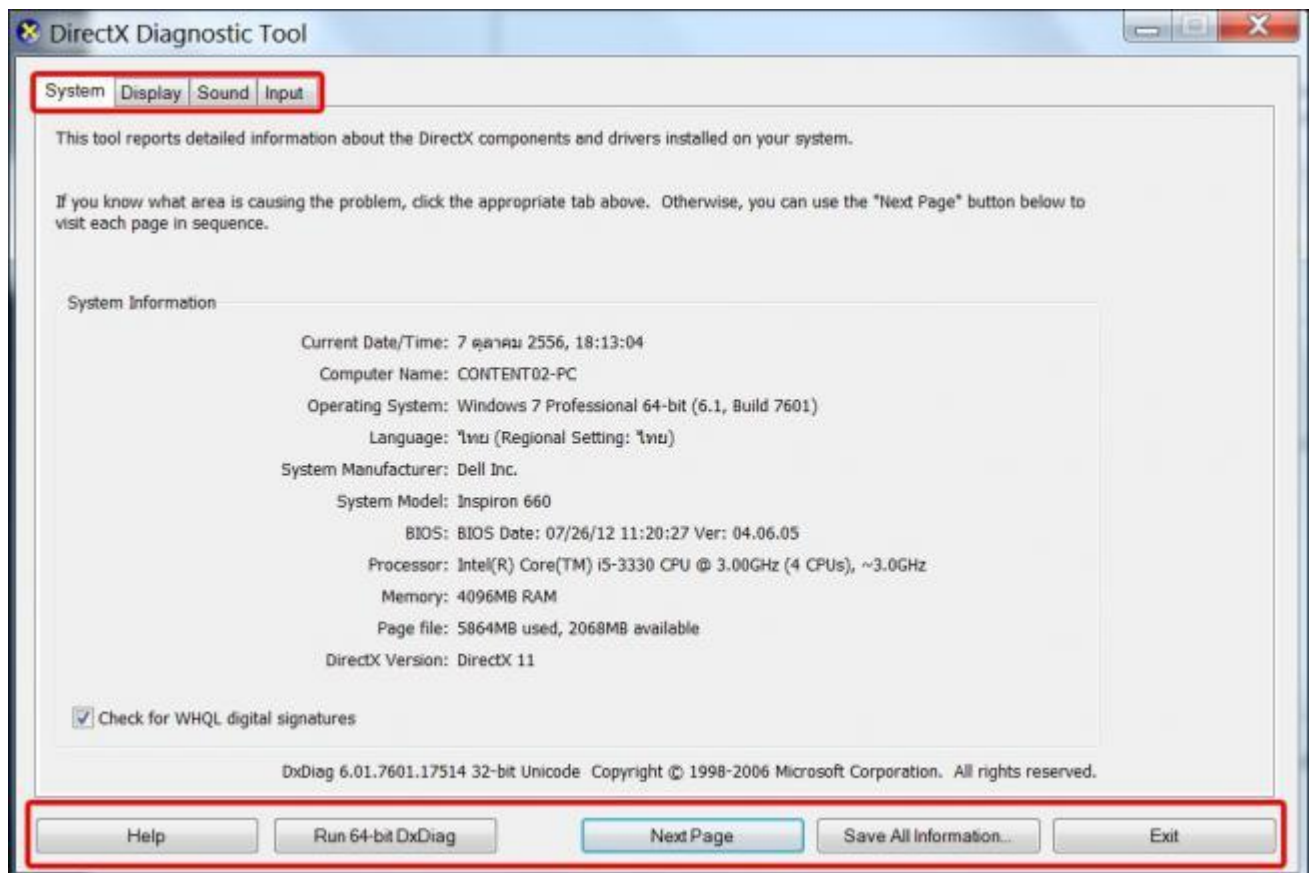 DirectX Diagnostic Tool
System Display Sound Input
This tool reports detailed information about the DirectX components and drivers installed on your system.
If you know what area is causing the problem, click the appropriate tab above. Otherwise, you can use the "Next Page" button below to
visit each page in sequence.
System Information
Current Date/Time: 7 ตุลาคม 2556, 18:13:04
Computer Name: CONTENT02-PC
Operating System: Windows 7 Professional 64-bit (6.1, Build 7601)
Language: ไทย (Regional Setting: ไทย)
System Manufacturer: Dell Inc.
System Model: Inspiron 660
BIOS: BIOS Date: 07/26/12 11:20:27 Ver: 04.06.05
Processor: Intel(R) Core(TM) i5-3330 CPU @ 3.00GHz (4 CPUs), ~3.0GHz
Memory: 4096MB RAM
Page file: 5864MB used, 2068MB available
DirectX Version: DirectX 11
Check for WHQL digital signatures
DxDiag 6.01.7601.17514 32-bit Unicode Copyright © 1998-2006 Microsoft Corporation. All rights reserved.
Help Run 64-bit DxDiag Next Page Save All Information... Exit